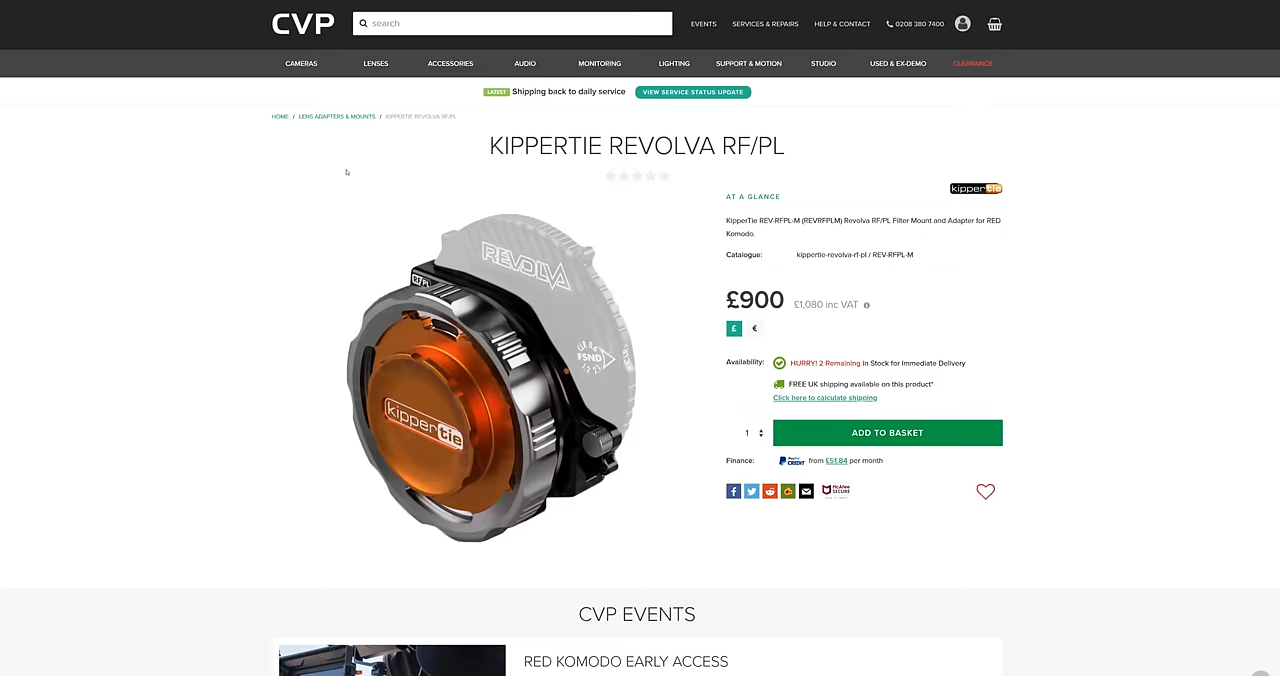 CVP
search
EVENTS
SERVICES & REPAIRS
HELP & CONTACT
0208 380 7400
CAMERAS
LENSES
ACCESSORIES
AUDIO
MONITORING
LIGHTING
SUPPORT & MOTION
STUDIO
USED & EX-DEMO
CLEARANCE
LATEST Shipping back to daily service
VIEW SERVICE STATUS UPDATE
HOME / LENS ADAPTERS & MOUNTS / KIPPERTIE REVOLVA RF/PL
KIPPERTIE REVOLVA RF/PL
REVOLVA
RF/PL
FSND
kippertie
AT A GLANCE
kippertie
KipperTie REV-RFPL-M (REVRFPLM) Revolva RF/PL Filter Mount and Adapter for RED
Komodo.
Catalogue: kippertie-revolva-rf-pl / REV-RFPL-M
£900 £1,080 inc VAT
£ €
Availability: HURRY! 2 Remaining in Stock for Immediate Delivery
FREE UK shipping available on this product*
Click here to calculate shipping
1
ADD TO BASKET
Finance: PayPal CREDIT from £51.84 per month
McAfee
SECURE
CVP EVENTS
RED KOMODO EARLY ACCESS